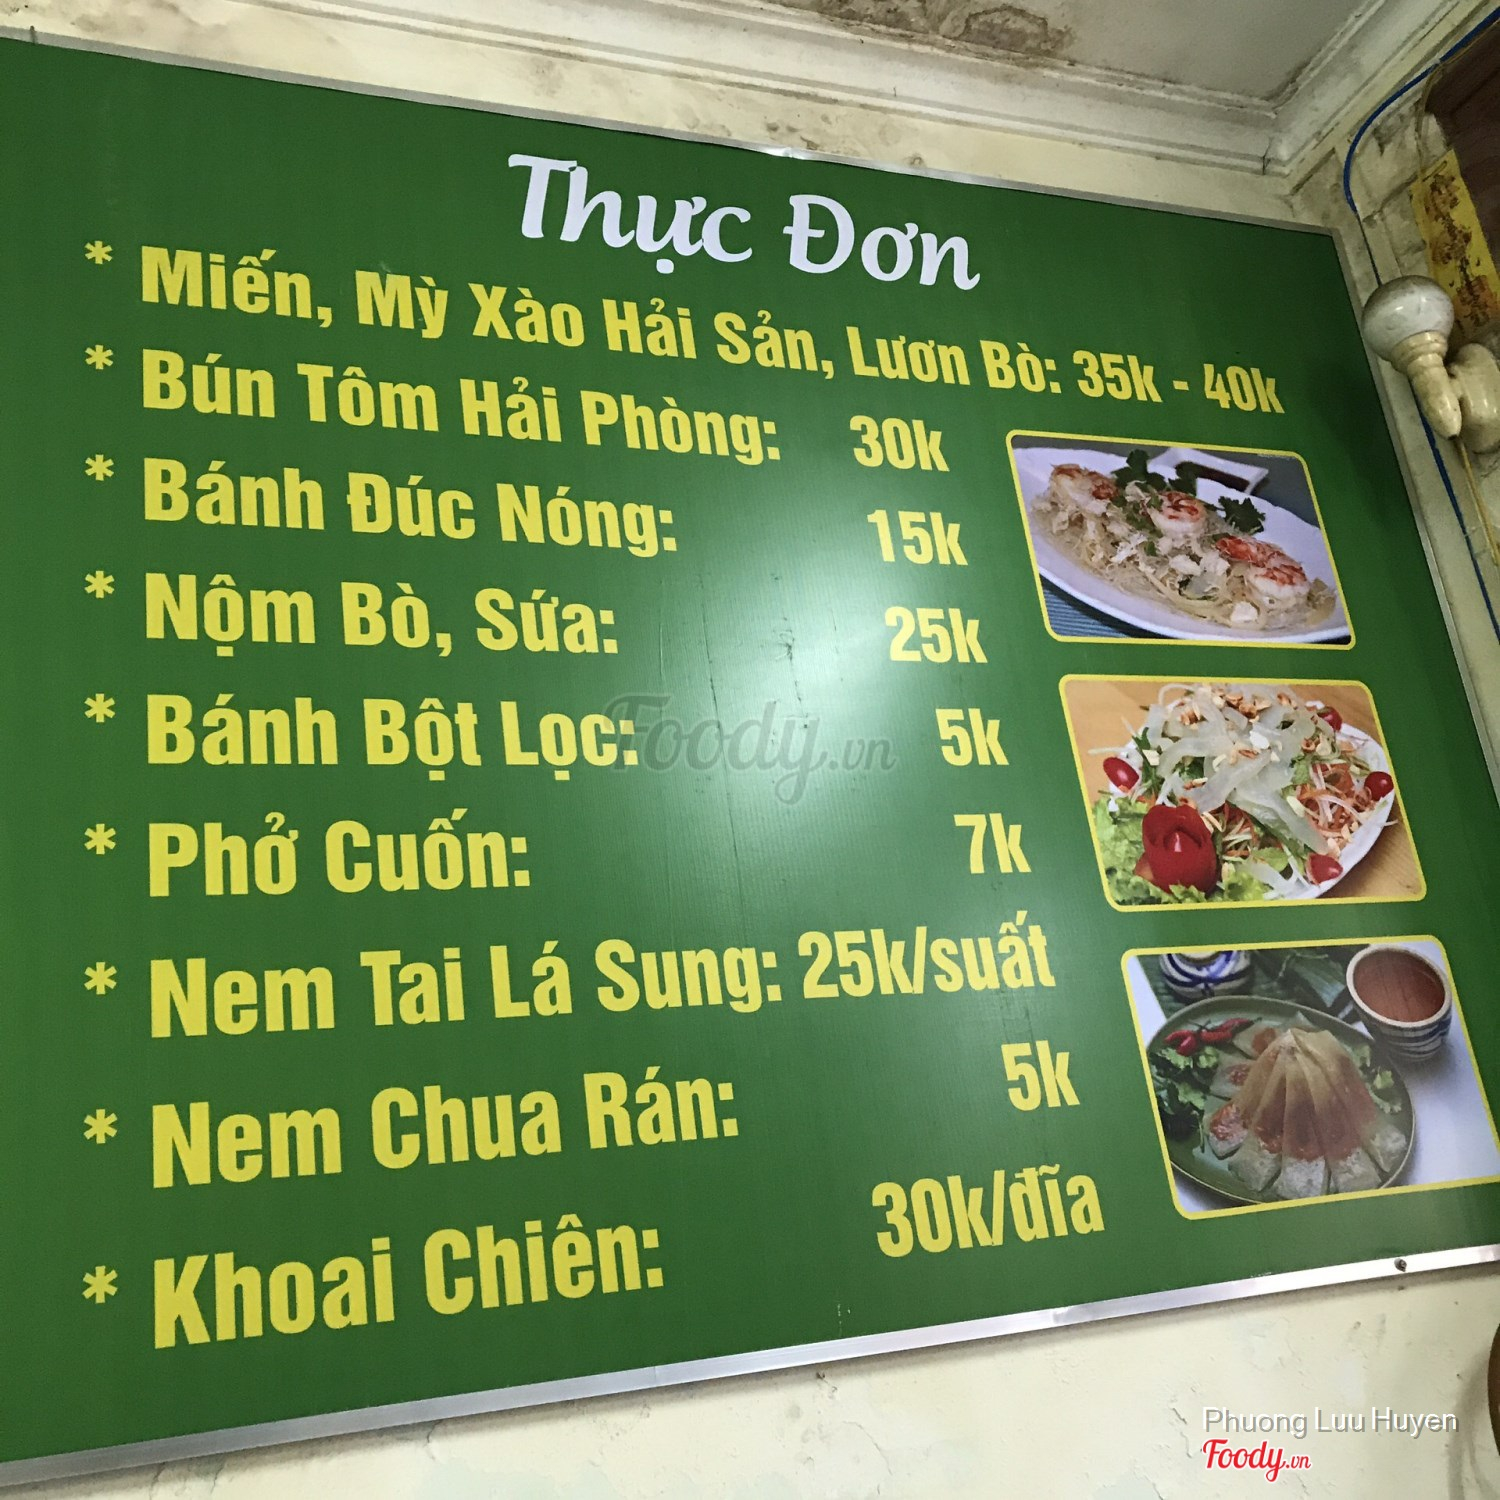 Thực Đơn
* Miến, Mỳ Xào Hải Sản, Lươn Bò: 35k - 40k
* Bún Tôm Hải Phòng: 30k
* Bánh Đúc Nóng: 15k
* Nộm Bò, Sứa: 25k
* Bánh Bột Lọc: 5k
* Phở Cuốn: 7k
* Nem Tai Lá Sung: 25k/suất
* Nem Chua Rán: 5k
* Khoai Chiên: 30k/đĩa
Foody.vn
Phuong Luu Huyen
Foody.vn